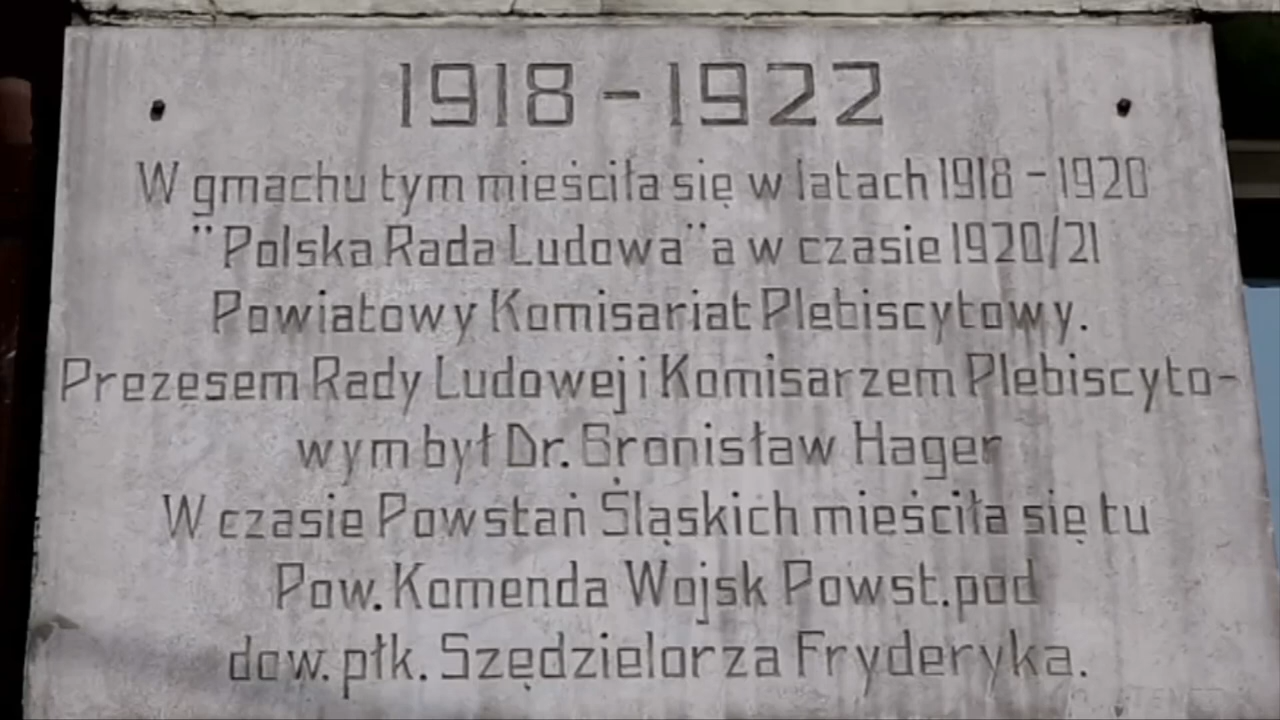 1918 - 1922
W gmachu tym mieściła się w latach 1918 - 1920
"Polska Rada Ludowa" a w czasie 1920/21
Powiatowy Komisariat Plebiscytowy.
Prezesem Rady Ludowej i Komisarzem Plebiscyto-
wym był Dr. Bronisław Hager
W czasie Powstań Śląskich mieściła się tu
Pow. Komenda Wojsk Powst. pod
dow. płk. Szędzielorza Fryderyka.